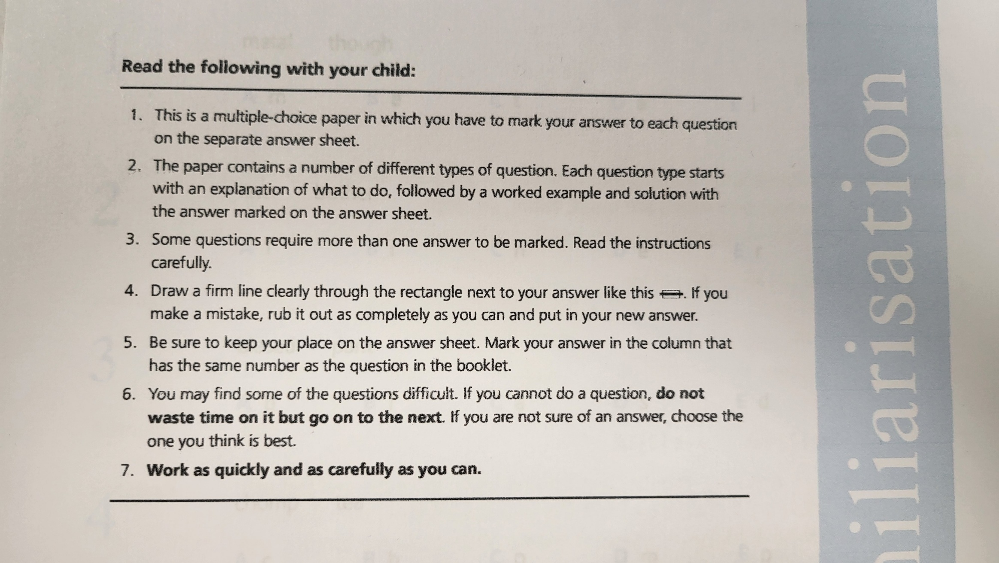 Read the following with your child:
1. This is a multiple-choice paper in which you have to mark your answer to each question
on the separate answer sheet.
2. The paper contains a number of different types of question. Each question type starts
with an explanation of what to do, followed by a worked example and solution with
the answer marked on the answer sheet.
3. Some questions require more than one answer to be marked. Read the instructions
carefully.
4. Draw a firm line clearly through the rectangle next to your answer like this . If you
make a mistake, rub it out as completely as you can and put in your new answer.
5. Be sure to keep your place on the answer sheet. Mark your answer in the column that
has the same number as the question in the booklet.
6. You may find some of the questions difficult. If you cannot do a question, do not
waste time on it but go on to the next. If you are not sure of an answer, choose the
one you think is best.
7. Work as quickly and as carefully as you can.
iliarisation